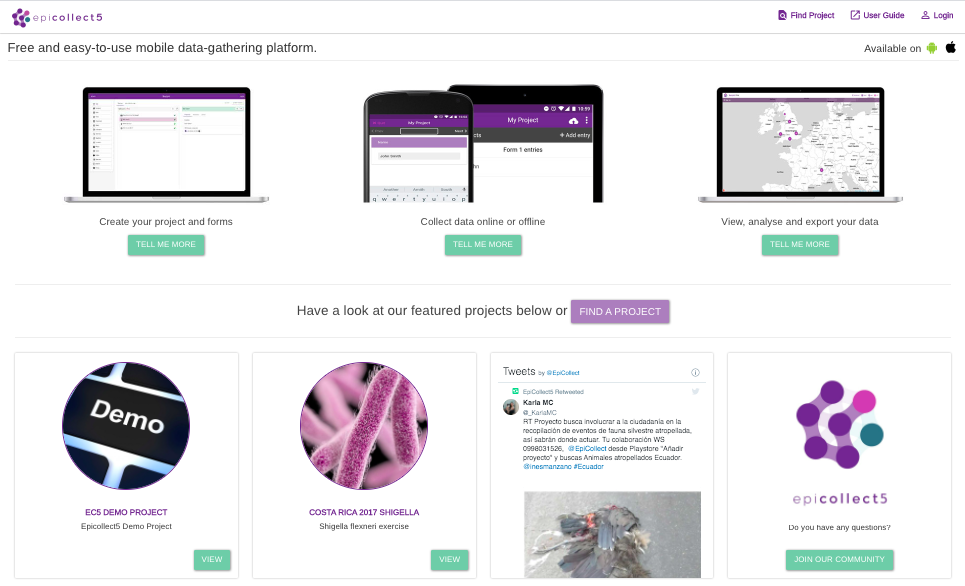 epicollect5
Find Project
User Guide
Login
Free and easy-to-use mobile data-gathering platform.
Available on
10:59
10:59
My Project
My Project
+ Add entry
Form 1 entries
q w e r t y u i o p
Create your project and forms
Collect data online or offline
View, analyse and export your data
TELL ME MORE
TELL ME MORE
TELL ME MORE
Have a look at our featured projects below or FIND A PROJECT
Demo
EC5 DEMO PROJECT
Epicollect5 Demo Project
VIEW
COSTA RICA 2017 SHIGELLA
Shigella flexneri exercise
VIEW
Tweets by @EpiCollect
EpiCollect5 Retweeted
Karla MC
@_KarlaMC
RT Proyecto busca involucrar a la ciudadanía en la
recopilación de eventos de fauna silvestre atropellada,
así sabrán donde actuar. Tu colaboración WS
0998031526, @EpiCollect desde Playstore "Añadir
proyecto" y buscas Animales atropellados Ecuador.
@inesmanzano #Ecuador
epicollect5
Do you have any questions?
JOIN OUR COMMUNITY